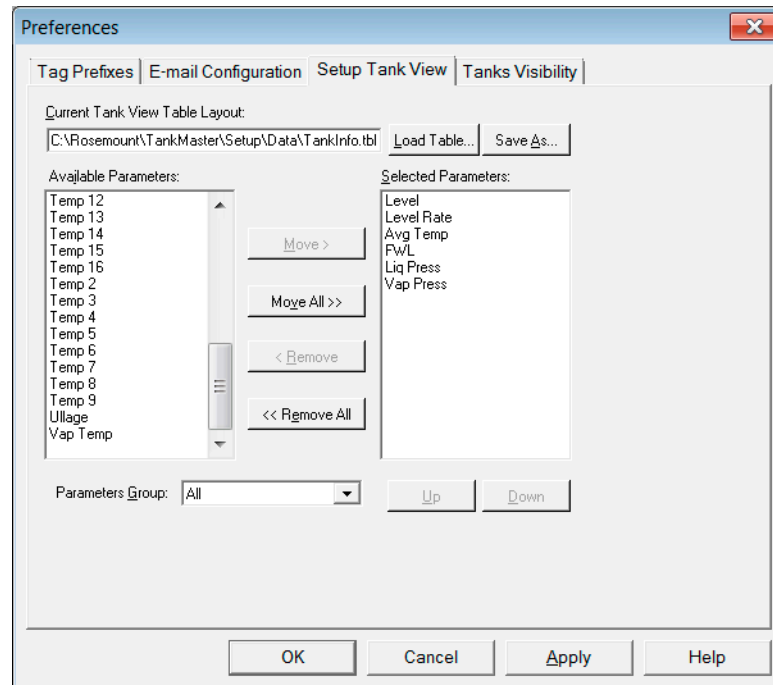 Preferences
Tag Prefixes E-mail Configuration Setup Tank View Tanks Visibility
Current Tank View Table Layout:
C:\Rosemount\TankMaster\Setup\Data\TankInfo.tbl Load Table... Save As...
Available Parameters:
Temp 12
Temp 13
Temp 14
Temp 15
Temp 16
Temp 2
Temp 3
Temp 4
Temp 5
Temp 6
Temp 7
Temp 8
Temp 9
Ullage
Vap Temp
Move >
Move All >>
< Remove
<< Remove All
Selected Parameters:
Level
Level Rate
Avg Temp
FWL
Liq Press
Vap Press
Parameters Group: All
Up Down
OK Cancel Apply Help